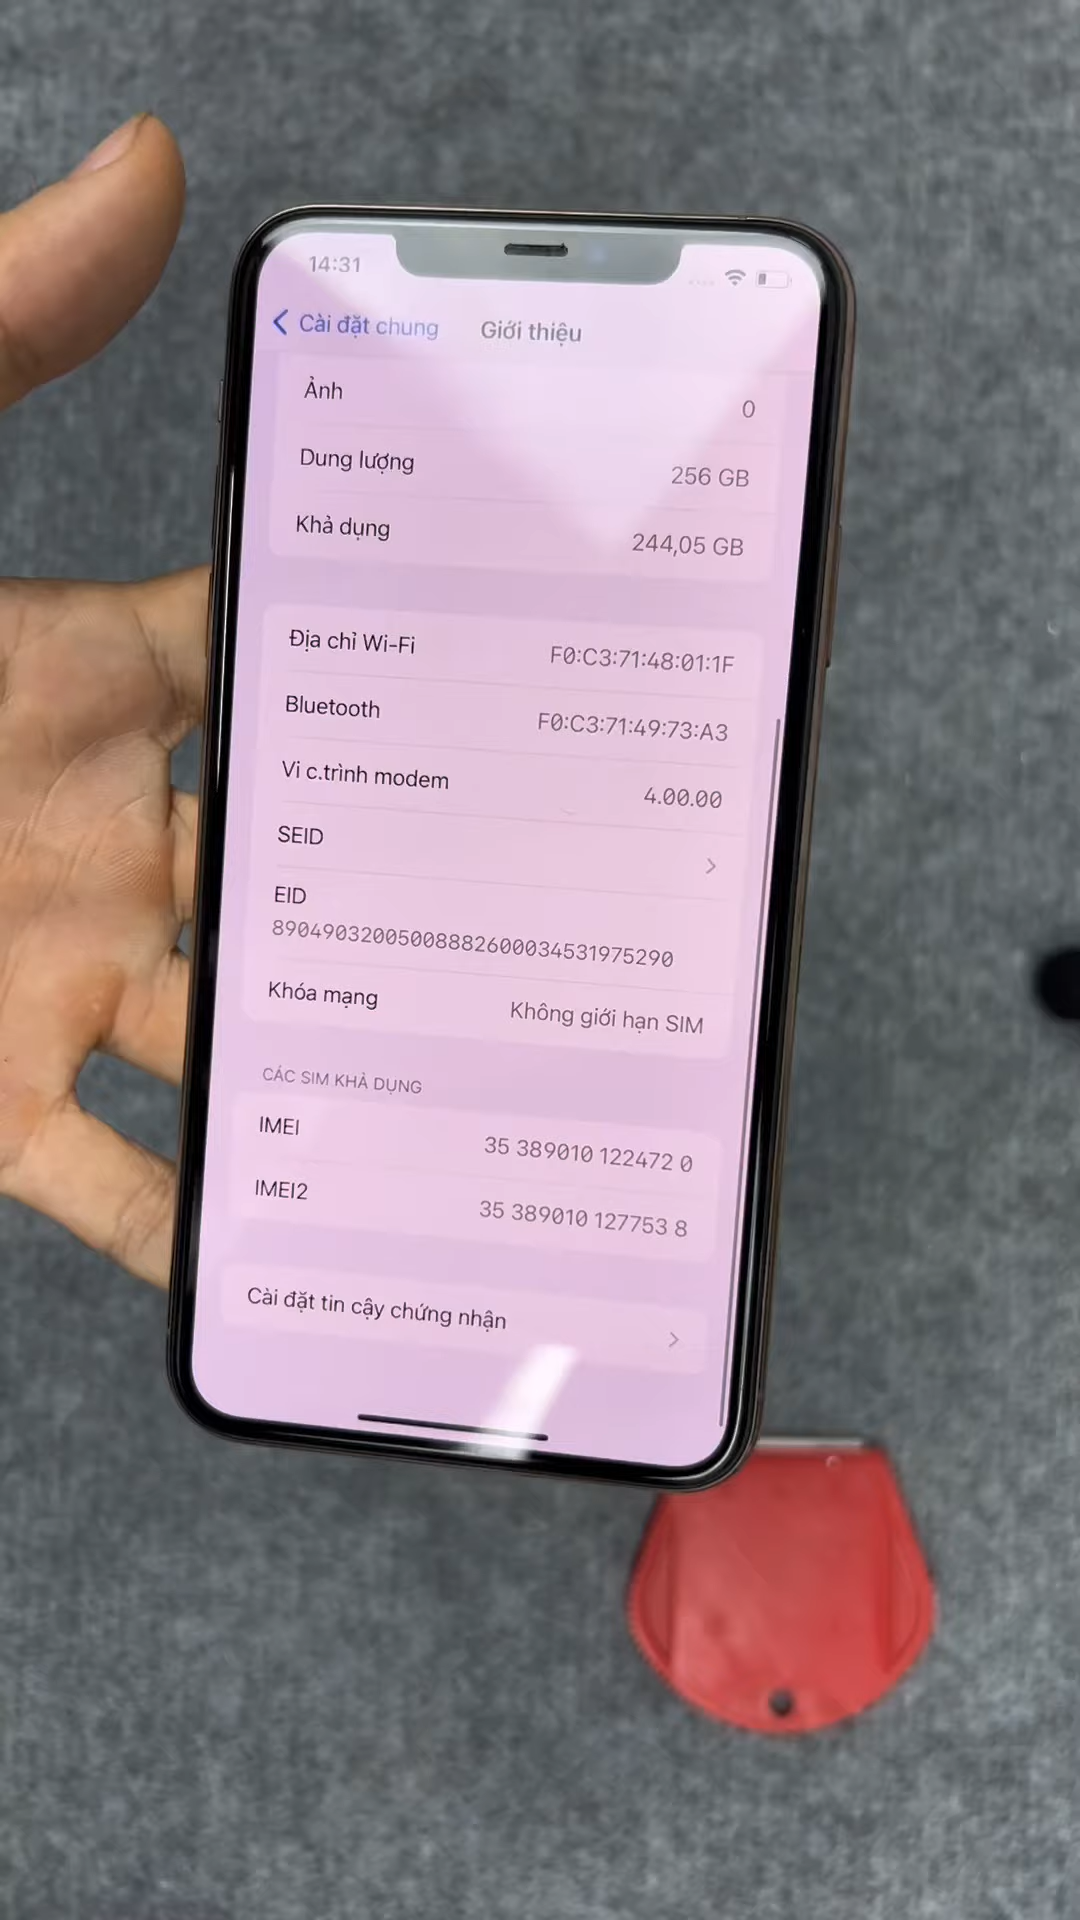 14:31
Cài đặt chung Giới thiệu
Ảnh 0
Dung lượng 256 GB
Khả dụng 244,05 GB
Địa chỉ Wi-Fi F0:C3:71:48:01:1F
Bluetooth F0:C3:71:49:73:A3
Vi c.trình modem 4.00.00
SEID
EID
89049032005008882600034531975290
Khóa mạng Không giới hạn SIM
CÁC SIM KHẢ DỤNG
IMEI 35 389010 122472 0
IMEI2 35 389010 127753 8
Cài đặt tin cậy chứng nhận